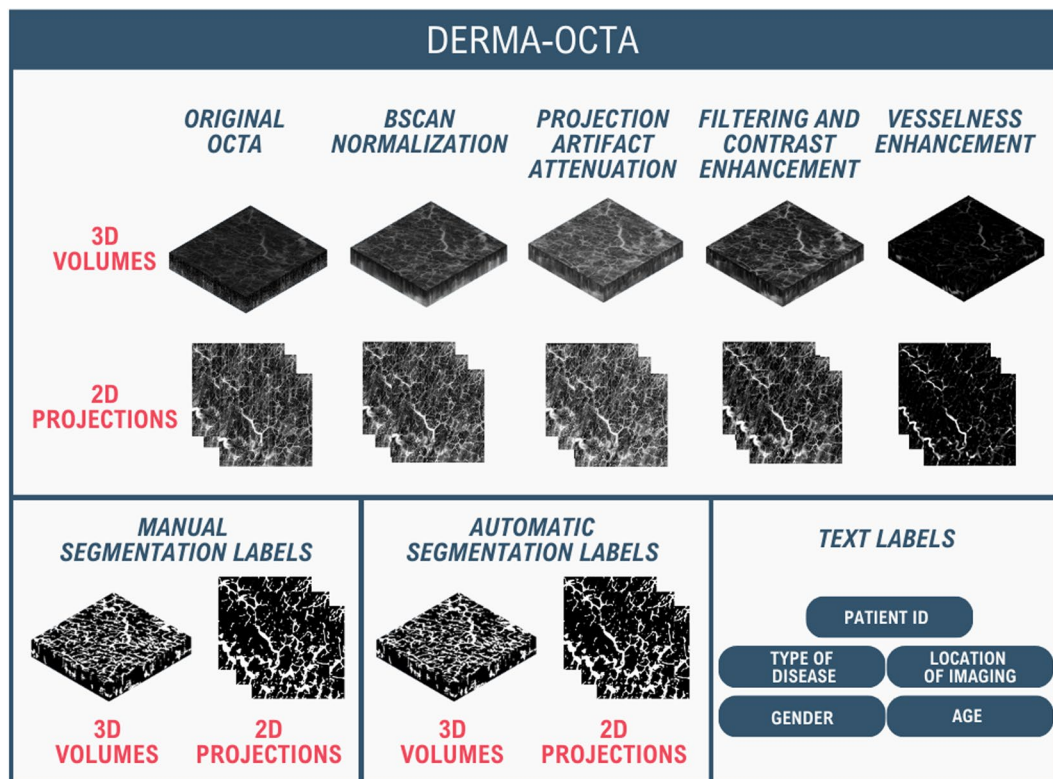 DERMA-OCTA
ORIGINAL
OCTA
BSCAN
NORMALIZATION
PROJECTION
ARTIFACT
ATTENUATION
FILTERING AND
CONTRAST
ENHANCEMENT
VESSELNESS
ENHANCEMENT
3D
VOLUMES
2D
PROJECTIONS
MANUAL
SEGMENTATION LABELS
3D
VOLUMES
2D
PROJECTIONS
AUTOMATIC
SEGMENTATION LABELS
3D
VOLUMES
2D
PROJECTIONS
TEXT LABELS
PATIENT ID
TYPE OF
DISEASE
LOCATION
OF IMAGING
GENDER
AGE